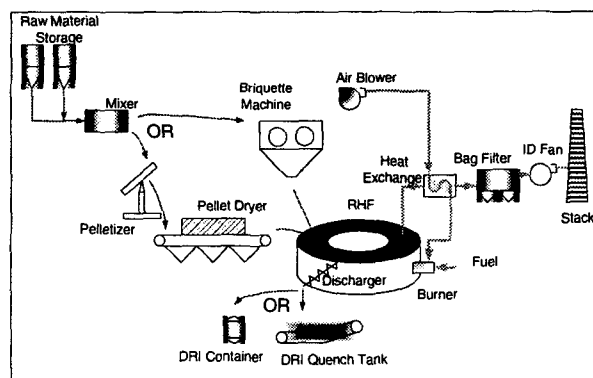 Raw Material
Storage
Mixer
OR
Briquette
Machine
Air Blower
Heat
Exchange
Bag Filter
ID Fan
Stack
Pelletizer
Pellet Dryer
RHF
Discharger
Fuel
Burner
OR
DRI Container
DRI Quench Tank